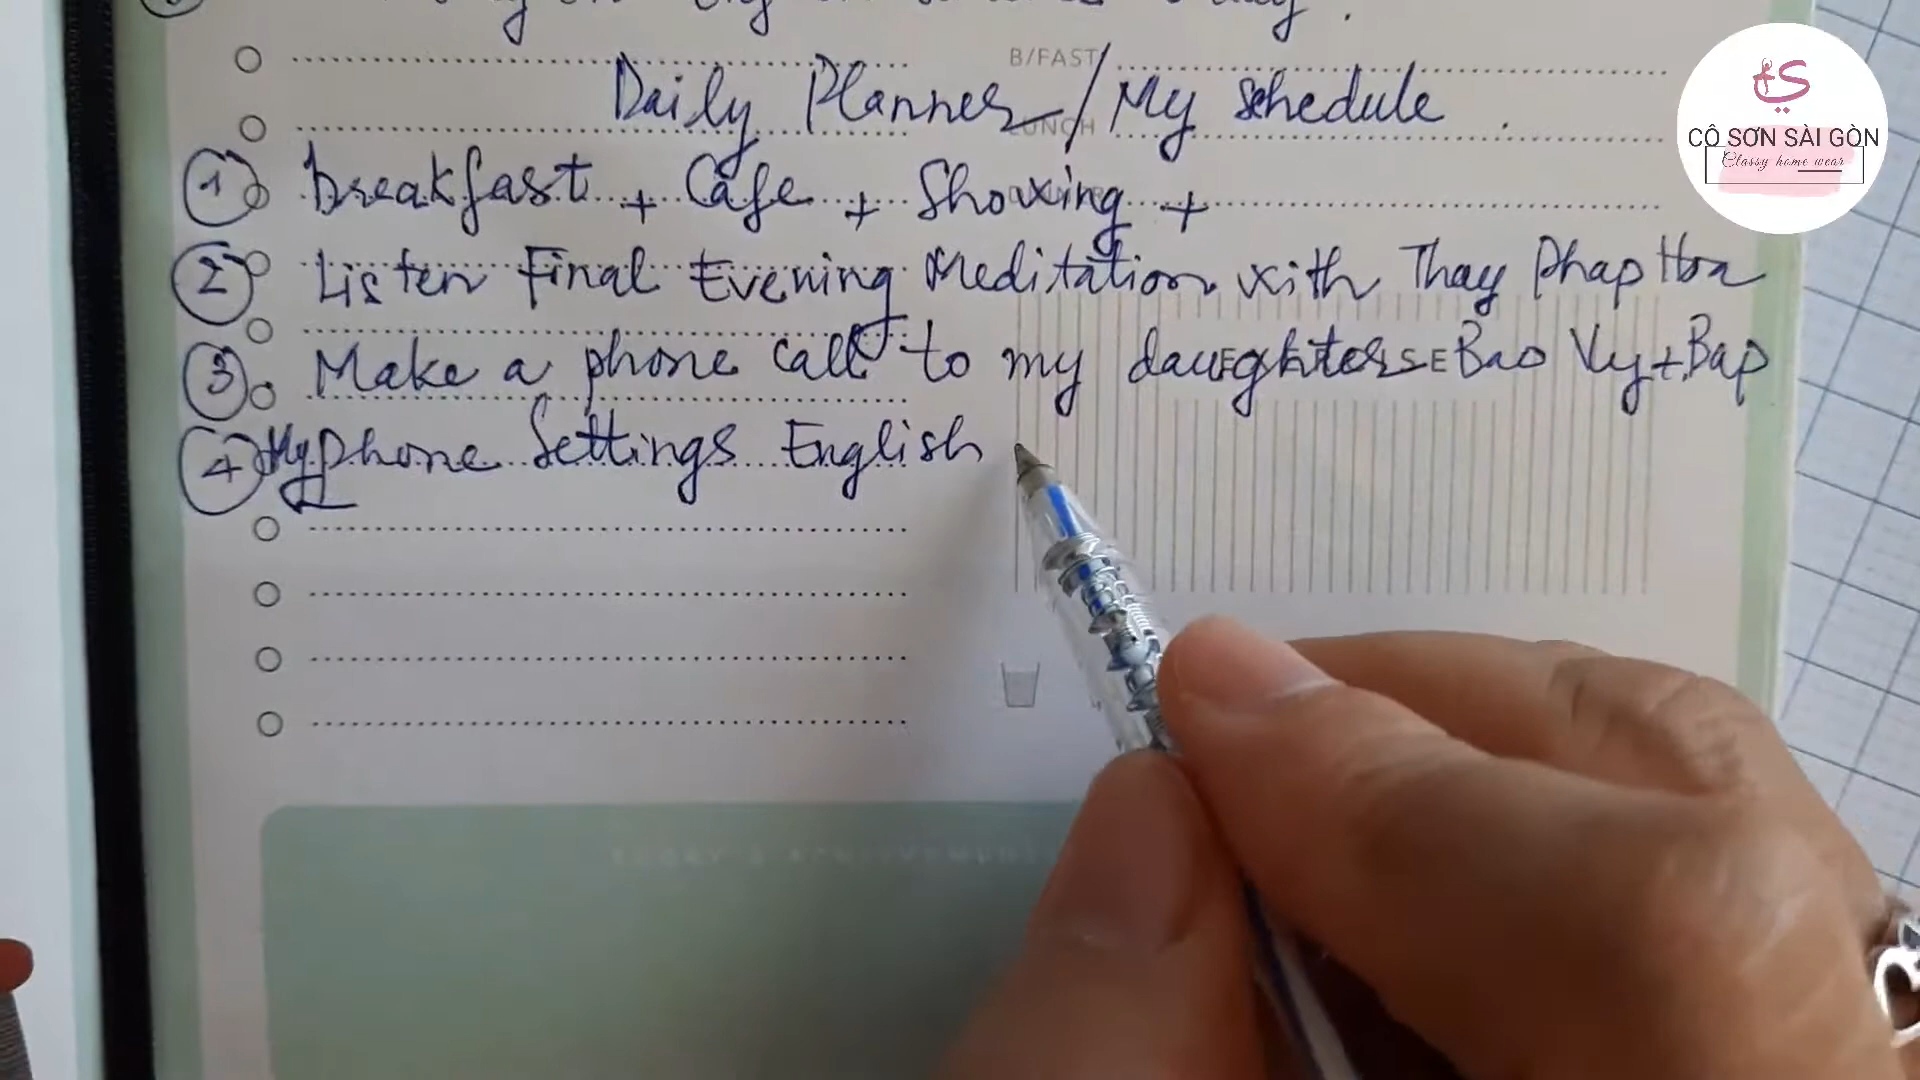 B/FAST
Daily Planner / My schedule
LUNCH
CÔ SƠN SÀI GÒN
Classy home wear
1 breakfast + Cafe + Showing +
2 Listen Final Evening Meditation with Thay Phap Hoa
3 Make a phone call to my daughters = Bao Vy + Bap
4 My phone Settings English